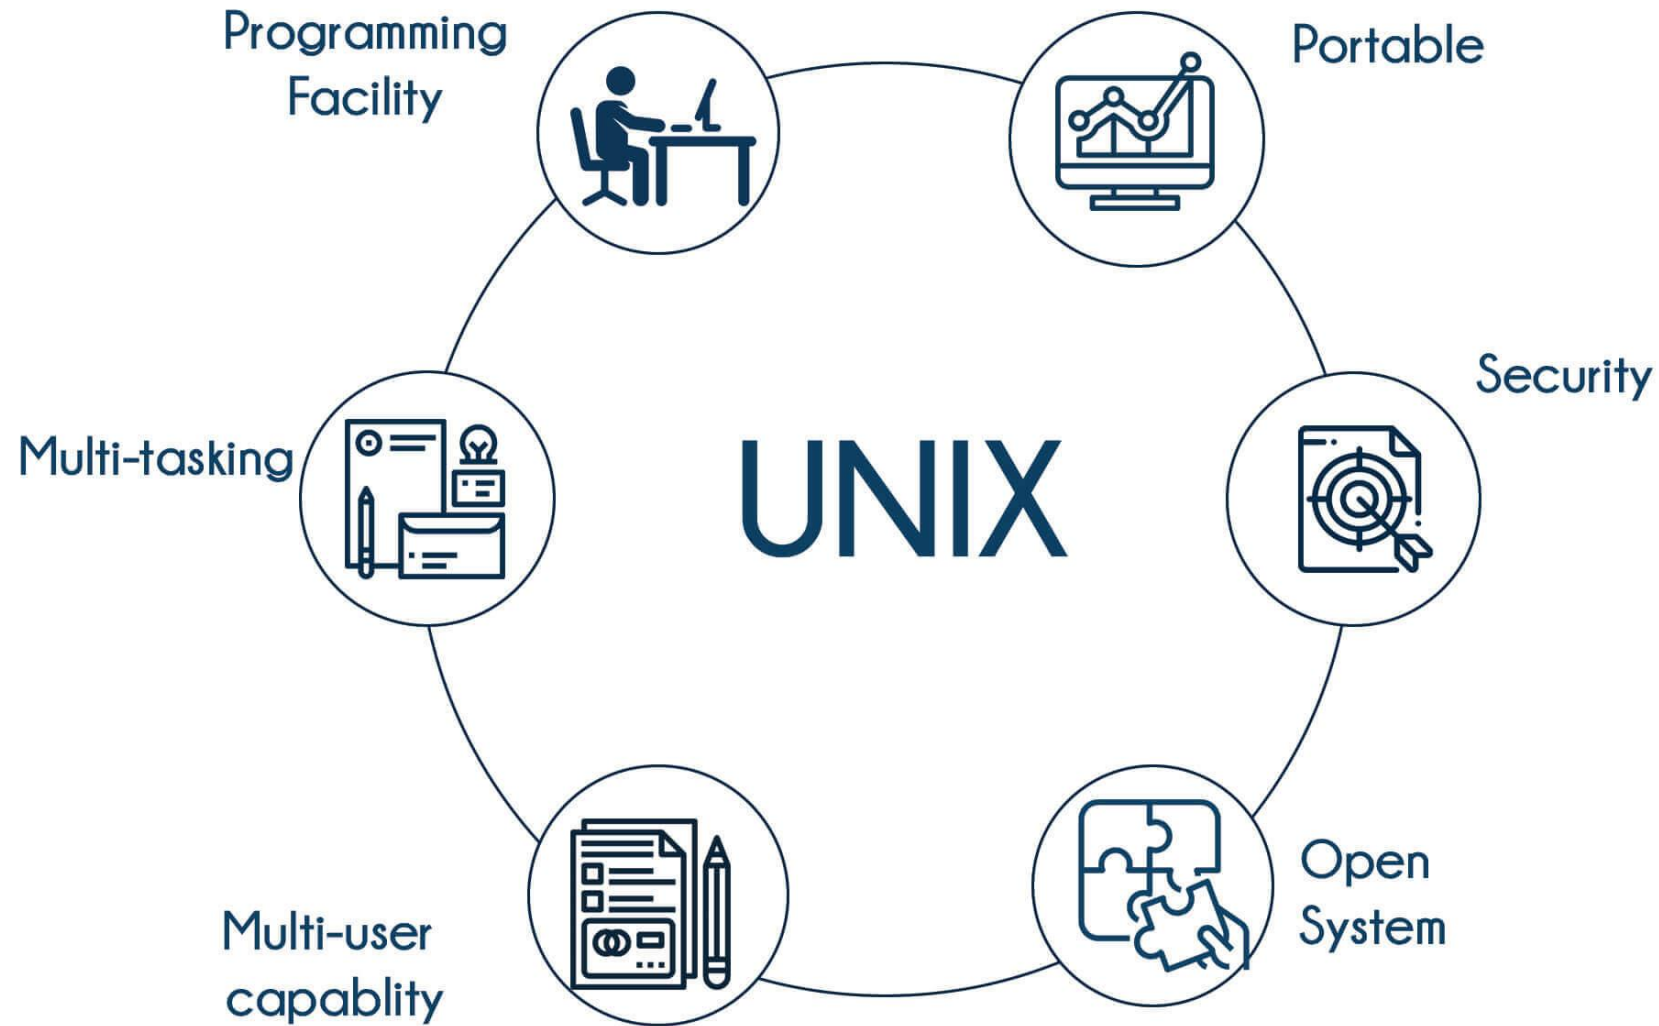 Programming
Facility
Portable
Security
Multi-tasking
UNIX
Open
System
Multi-user
capablity